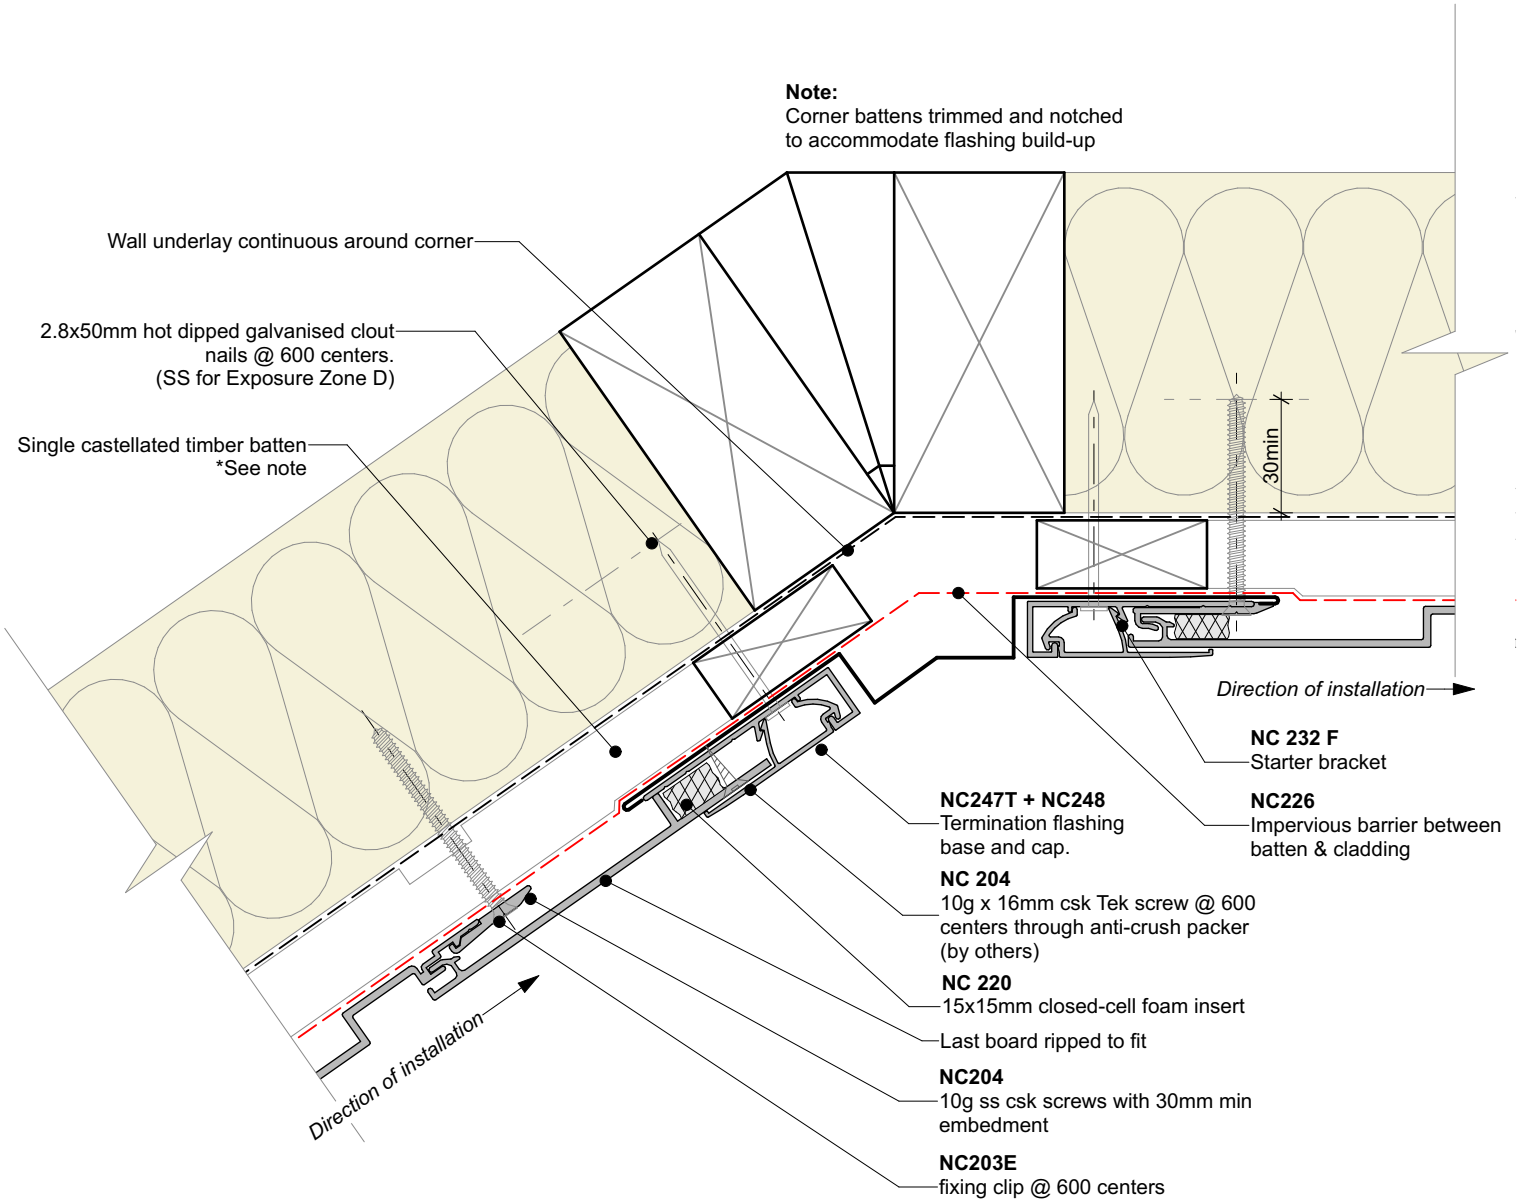 Note:
Corner battens trimmed and notched
to accommodate flashing build-up
Wall underlay continuous around corner
2.8x50mm hot dipped galvanised clout
nails @ 600 centers.
(SS for Exposure Zone D)
Single castellated timber batten
*See note
30min
Direction of installation
NC 232 F
Starter bracket
NC226
Impervious barrier between
batten & cladding
NC247T + NC248
Termination flashing
base and cap.
NC 204
10g x 16mm csk Tek screw @ 600
centers through anti-crush packer
(by others)
NC 220
15x15mm closed-cell foam insert
Last board ripped to fit
NC204
10g ss csk screws with 30mm min
embedment
NC203E
fixing clip @ 600 centers
Direction of installation